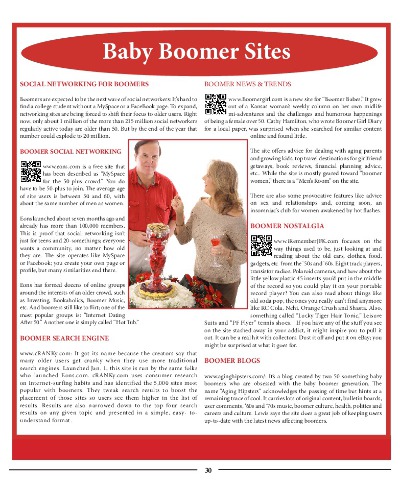 Baby Boomer Sites
SOCIAL NETWORKING FOR BOOMERS
Boomers are expected to be the next wave of social networkers. It's hard to
find a college student without a MySpace or a FaceBook page. To expand,
networking sites are being forced to shift their focus to older users. Right
now, only about 1 million of the more than 235 million social networkers
regularly active today are older than 50. But by the end of the year that
number could explode to 20 million.
BOOMER SOCIAL NETWORKING
www.eons.com is a free site that
has been described as "MySpace
for the 50 plus crowd." You do
have to be 50 plus to join. The average age
of site users is between 50 and 60, with
about the same number of men as women.
Eons launched about seven months ago and
already has more than 100,000 members.
This is proof that social networking isn't
just for teens and 20-somethings; everyone
wants a community, no matter how old
they are. The site operates like MySpace
or Facebook; you create your own page or
profile, but many similarities end there.
Eons has formed dozens of online groups
around the interests of an older crowd, such
as Investing, Bookaholics, Boomer Music,
etc. And boomers still like to flirt; one of the
most popular groups is: "Internet Dating
After 50." Another one is simply called "Hot Tub."
BOOMER SEARCH ENGINE
www.cRANKy.com- It got its name because the creators say that
many older users get cranky when they use more traditional
search engines. Launched Jan. 1, this site is run by the same folks
who launched Eons.com. cRANKy.com uses consumer research
on Internet-surfing habits and has identified the 5,000 sites most
popular with boomers. They tweak search results to boost the
placement of those sites so users see them higher in the list of
results. Results are also narrowed down to the top four search
results on any given topic and presented in a simple, easy- to-
understand format.
BOOMER NEWS & TRENDS
www.Boomergirl.com is a new site for "Boomer Babes." It grew
out of a Kansas woman's weekly column on her own midlife
mis-adventures and the challenges and humorous happenings
of being a female over 50. Cathy Hamilton, who wrote Boomer Girl Diary
for a local paper, was surprised when she searched for similar content
online and found little.
The site offers advice for dealing with aging parents
and growing kids, top travel destinations for girlfriend
getaways, book reviews, financial planning advice,
etc. While the site is mostly geared toward "boomer
women," there is a "Men's Room" on the site.
There are also some provocative features like advice
on sex and relationships and, coming soon, an
insomniac's club for women awakened by hot flashes.
BOOMER NOSTALGIA
www.RememberJFK.com focuses on the
way things used to be, just looking at and
reading about the old cars, clothes, food,
gadgets, etc. from the '50s and '60s. Eight track players,
transistor radios, Polaroid cameras, and how about the
little yellow plastic 45 inserts you'd put in the middle
of the record so you could play it on your portable
record player? You can also read about things like
old soda pop, the ones you really can't find anymore
like RC Cola, Nehi, Orange Crush and Shasta. Also,
something called "Lucky Tiger Hair Tonic," Leisure
Suits and "PF Flyer" tennis shoes. If you have any of the stuff you see
on the site stashed away in your addict, it might inspire you to pull it
out. It can be a real hit with collectors. Dust it off and put it on eBay; you
might be surprised at what it goes for.
BOOMER BLOGS
www.aginghipsters.com/. It's a blog created by two 50-something baby
boomers who are obsessed with the baby boomer generation. The
name "Aging Hipsters" acknowledges the passing of time but hints at a
remaining trace of cool. It carries lots of original content, bulletin boards,
user comments, '60s and '70s music, boomer culture, health, politics and
careers and culture. Lewis says the site does a great job of keeping users
up-to-date with the latest news affecting boomers.
30